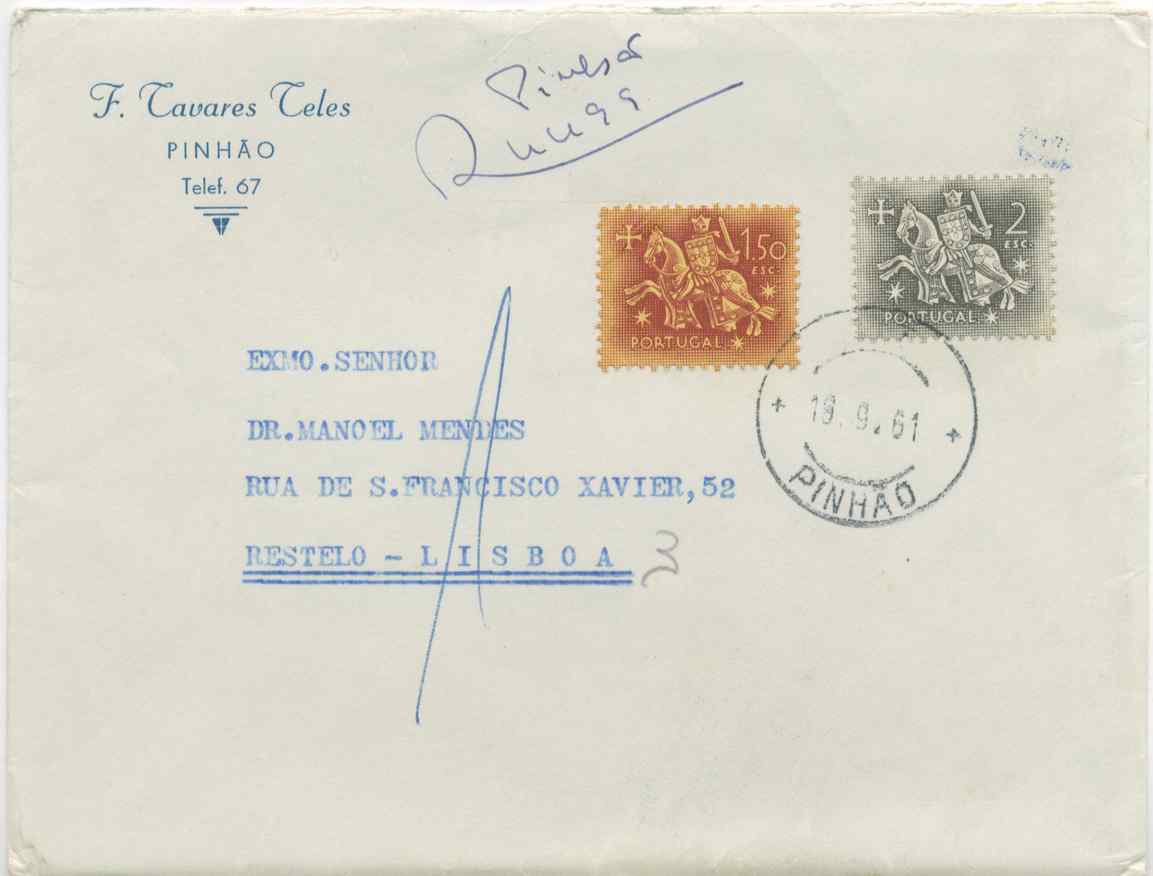 F. Tavares Teles
PINHÃO
Telef. 67
1.50
ESC.
PORTUGAL
2
ESC.
PORTUGAL
EXMO.SENHOR
DR.MANOEL MENDES
RUA DE S.FRANCISCO XAVIER,52
RESTELO - L I S B O A
3
.9.61
PINHÃO